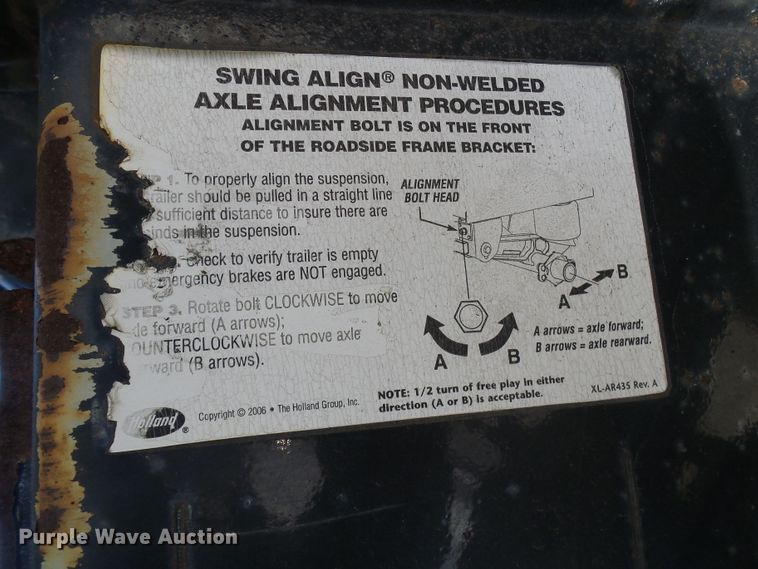 SWING ALIGN® NON-WELDED
AXLE ALIGNMENT PROCEDURES
ALIGNMENT BOLT IS ON THE FRONT
OF THE ROADSIDE FRAME BRACKET:
1. To properly align the suspension,
should be pulled in a straight line
sufficient distance to insure there are
in the suspension.
check to verify trailer is empty
emergency brakes are NOT engaged.
STEP 3. Rotate bolt CLOCKWISE to move
forward (A arrows);
OUNTERCLOCKWISE to move axle
(B arrows).
ALIGNMENT
BOLT HEAD
B
A
A
B
A arrows = axle forward;
B arrows = axle rearward.
NOTE: 1/2 turn of free play in either
direction (A or B) is acceptable.
XL-AR435 Rev. A
Holland®
Copyright © 2006 • The Holland Group, Inc.
Purple Wave Auction